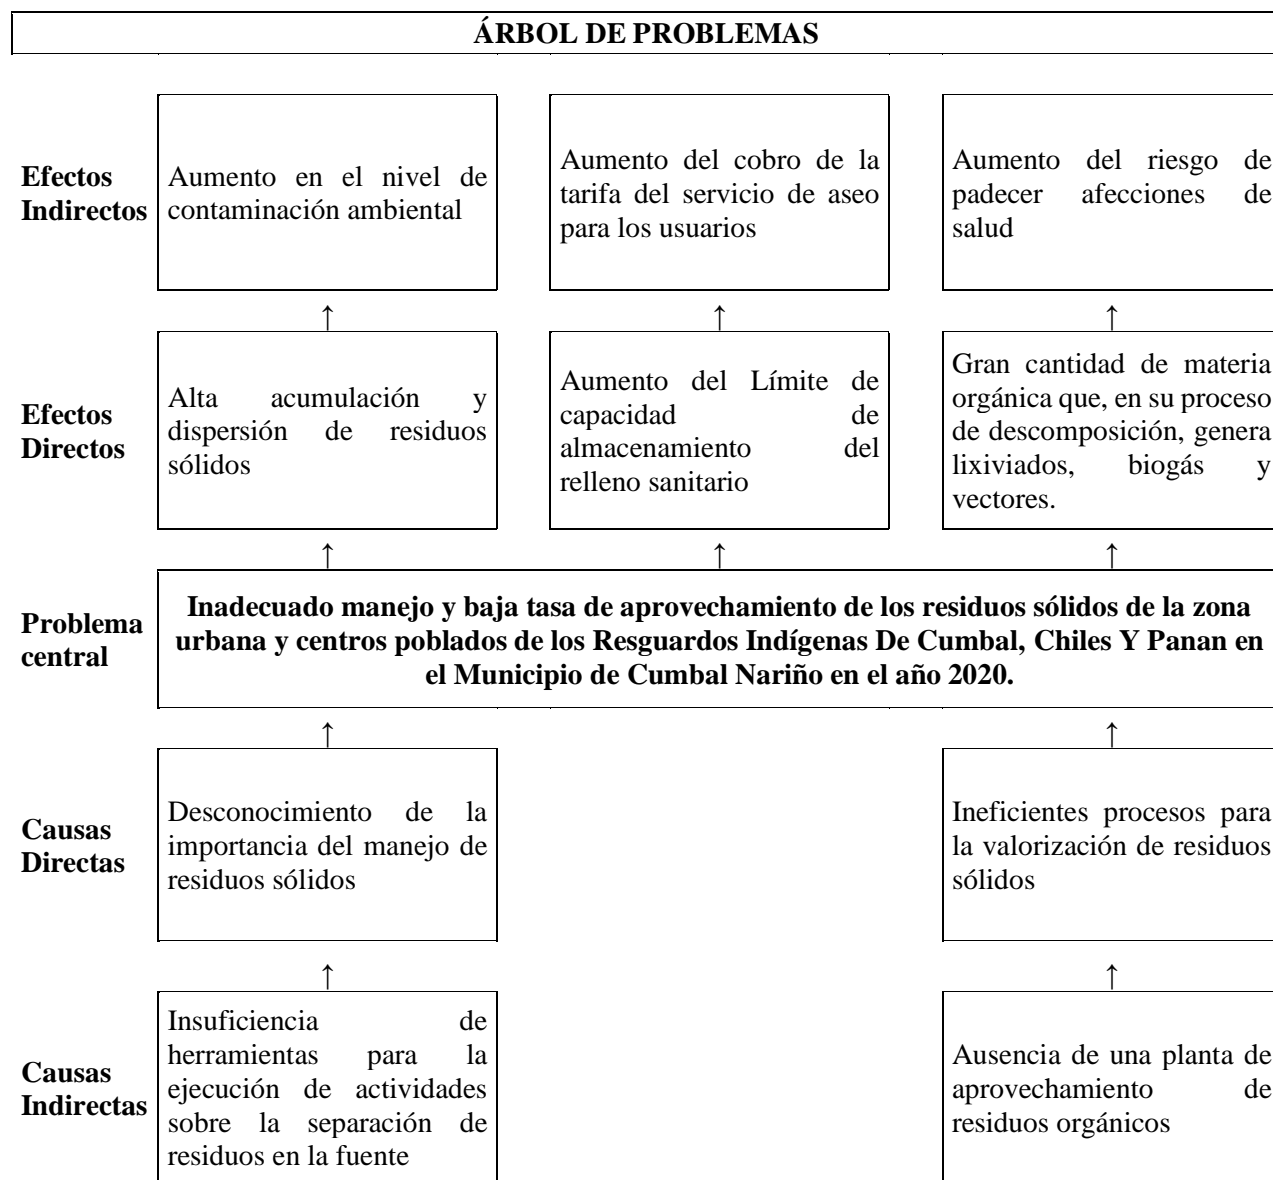 ÁRBOL DE PROBLEMAS
Efectos
Indirectos
Aumento en el nivel de
contaminación ambiental
Aumento del cobro de la
tarifa del servicio de aseo
para los usuarios
Aumento del riesgo de
padecer afecciones de
salud
↑ ↑ ↑
Efectos
Directos
Alta acumulación y
dispersión de residuos
sólidos
Aumento del Límite de
capacidad de
almacenamiento del
relleno sanitario
Gran cantidad de materia
orgánica que, en su proceso
de descomposición, genera
lixiviados, biogás y
vectores.
↑ ↑ ↑
Problema
central
Inadecuado manejo y baja tasa de aprovechamiento de los residuos sólidos de la zona
urbana y centros poblados de los Resguardos Indígenas De Cumbal, Chiles Y Panan en
el Municipio de Cumbal Nariño en el año 2020.
↑ ↑
Causas
Directas
Desconocimiento de la
importancia del manejo de
residuos sólidos
Ineficientes procesos para
la valorización de residuos
sólidos
↑ ↑
Causas
Indirectas
Insuficiencia de
herramientas para la
ejecución de actividades
sobre la separación de
residuos en la fuente
Ausencia de una planta de
aprovechamiento de
residuos orgánicos